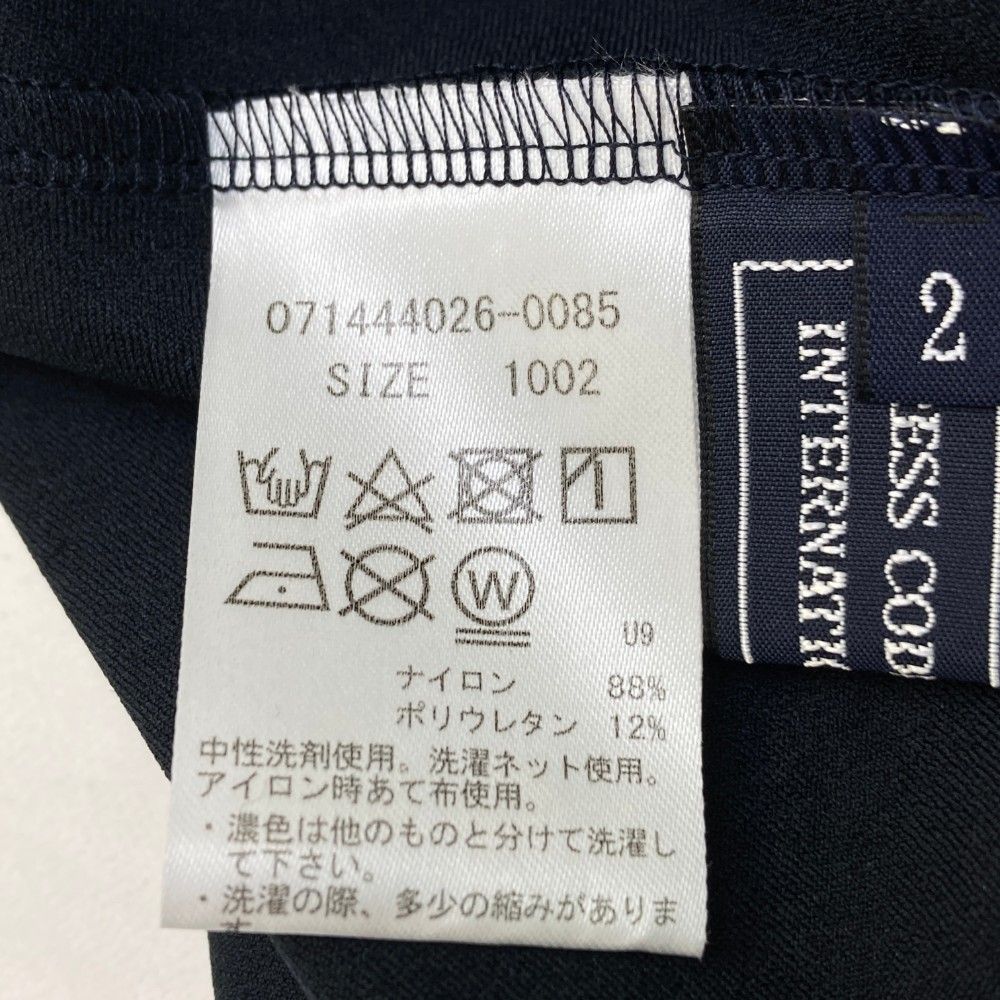 071444026-0085
SIZE 1002
W
U9
ナイロン 88%
ポリウレタン 12%
中性洗剤使用。洗濯ネット使用。
アイロン時あて布使用。
・濃色は他のものと分けて洗濯し
て下さい。
・洗濯の際、多少の縮みがありま
す
2
ESS COD
INTERNAT